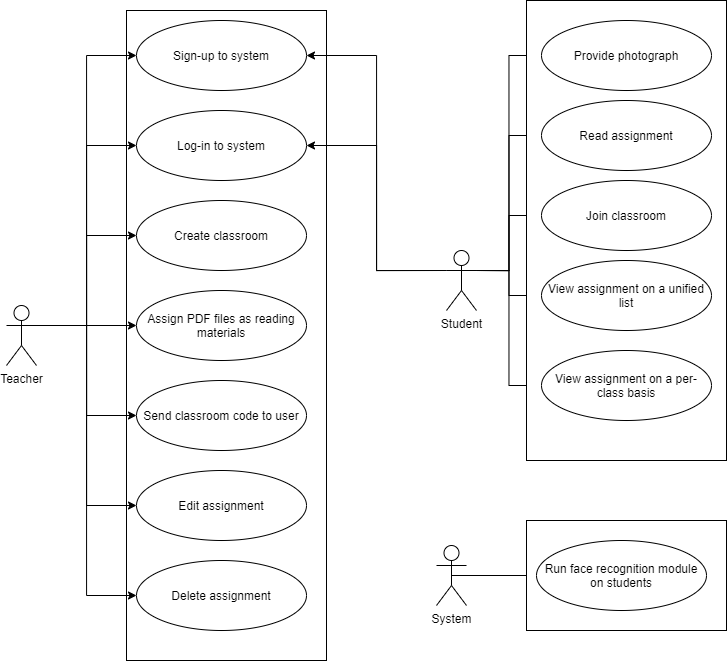 Sign-up to system
Log-in to system
Create classroom
Assign PDF files as reading
materials
Send classroom code to user
Edit assignment
Delete assignment
Teacher
Student
Provide photograph
Read assignment
Join classroom
View assignment on a unified
list
View assignment on a per-
class basis
System
Run face recognition module
on students